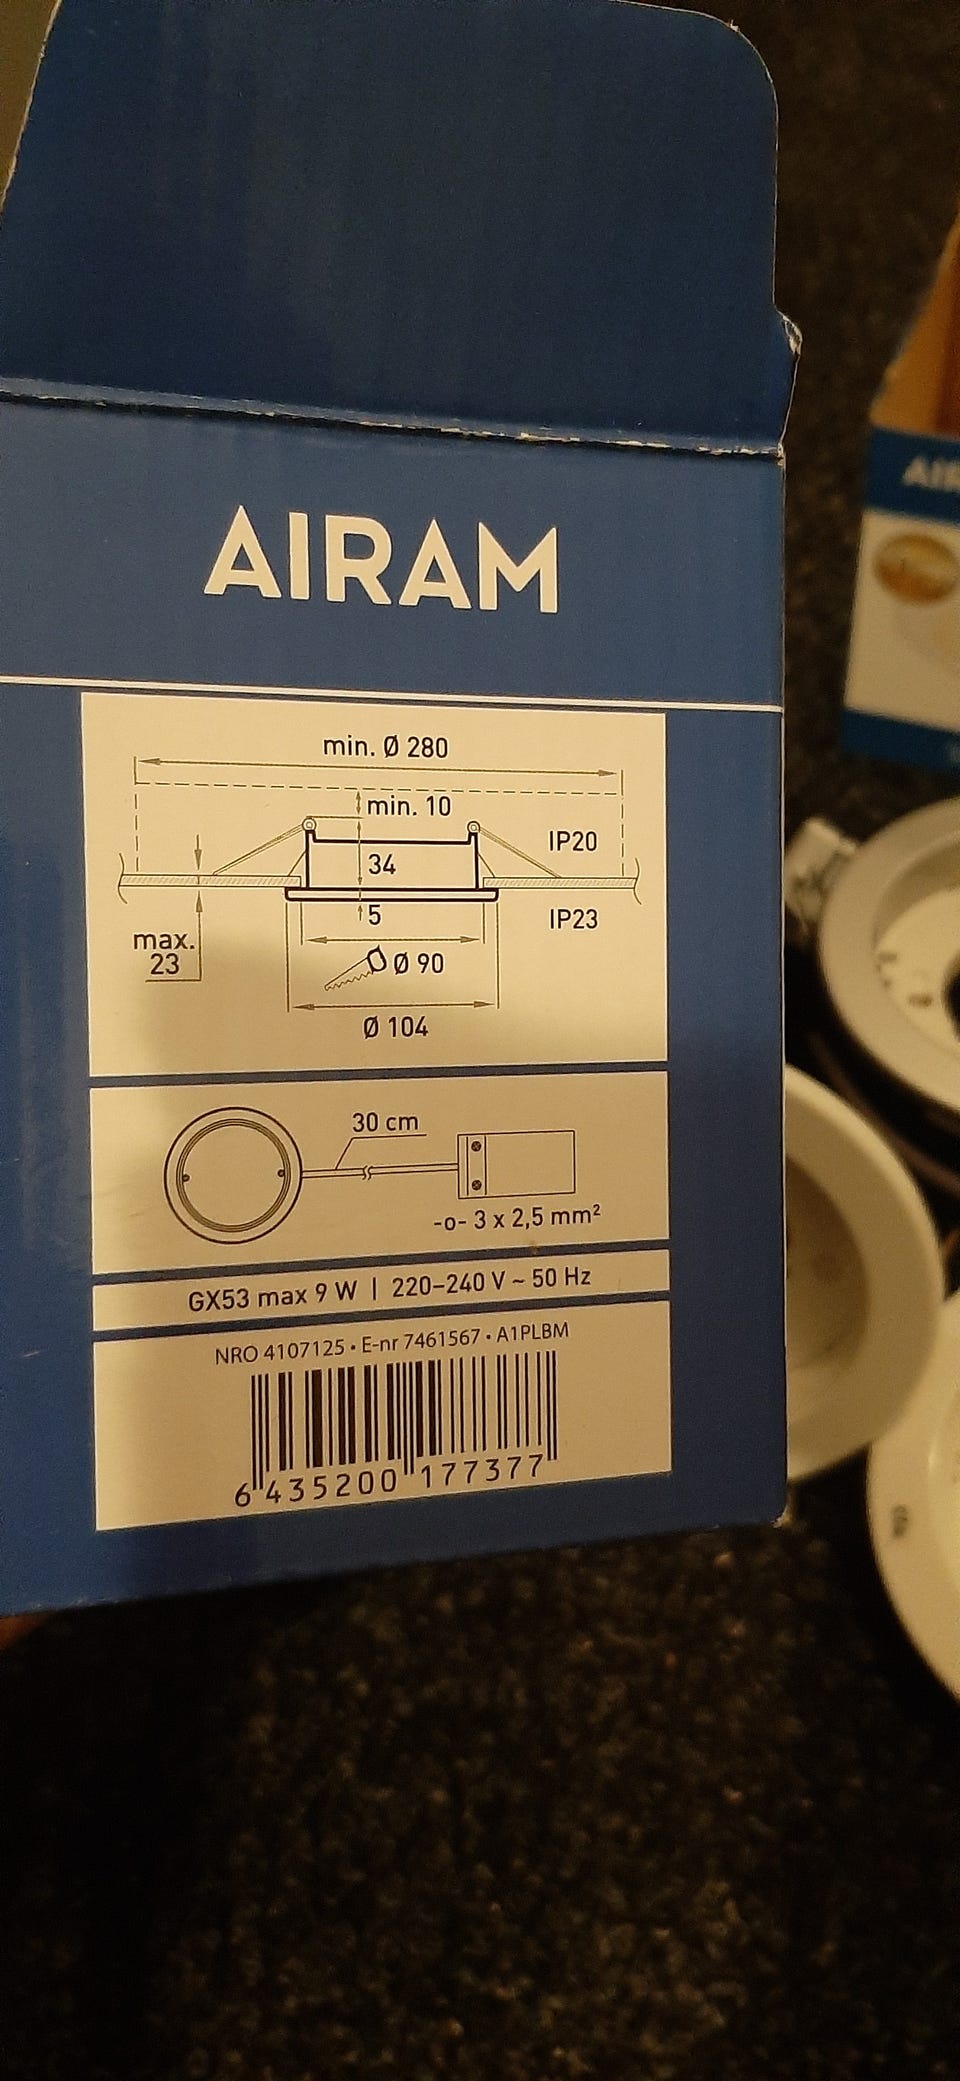 AIRAM
min. Ø 280
min. 10
IP20
34
5
IP23
max.
23
Ø 90
Ø 104
30 cm
-o- 3 x 2,5 mm²
GX53 max 9 W | 220–240 V ~ 50 Hz
NRO 4107125 • E-nr 7461567 • A1PLBM
6 435200 177377